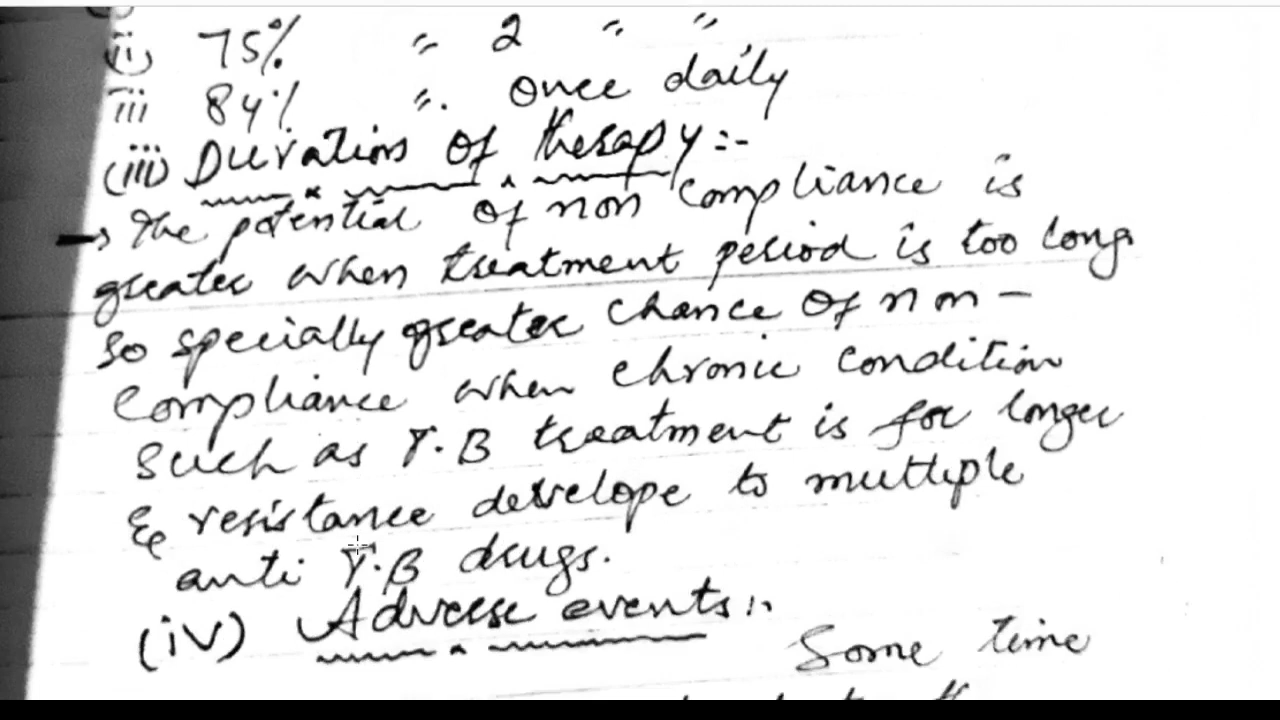 (ii) 75% " 2 " "
iii 84% ". Once daily
(iii) Duration of therapy:-
→ The potential of non compliance is
greater when treatment period is too long
so specially greater chance of non -
compliance when chronic condition
such as T.B treatment is for longer
& resistance develope to multiple
anti T.B drugs.
(iv) Adverse events:-
Some time